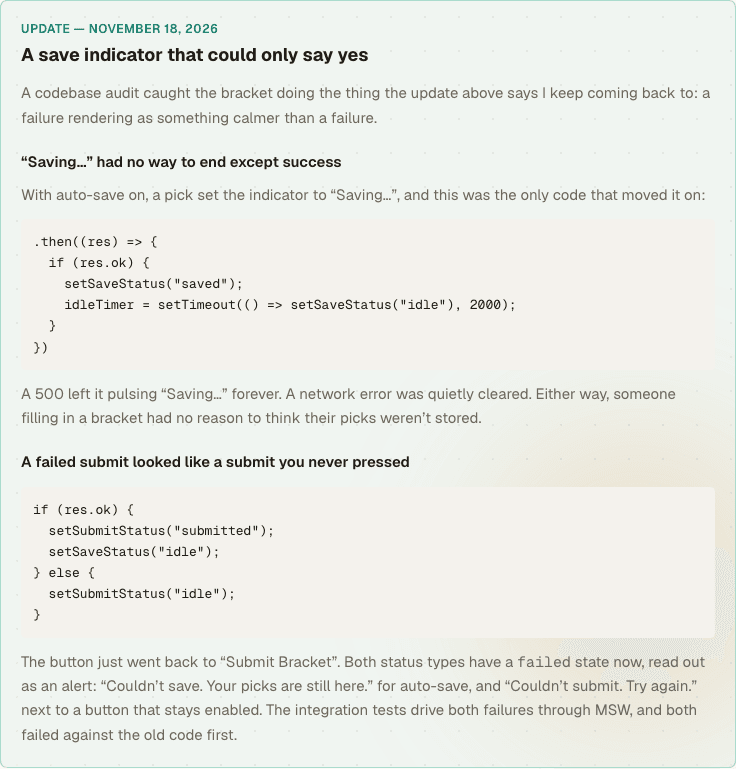 UPDATE — NOVEMBER 18, 2026
A save indicator that could only say yes
A codebase audit caught the bracket doing the thing the update above says I keep coming back to: a
failure rendering as something calmer than a failure.
“Saving…” had no way to end except success
With auto-save on, a pick set the indicator to “Saving…”, and this was the only code that moved it on:
.then((res) => {
  if (res.ok) {
    setSaveStatus("saved");
    idleTimer = setTimeout(() => setSaveStatus("idle"), 2000);
  }
})
A 500 left it pulsing “Saving…” forever. A network error was quietly cleared. Either way, someone
filling in a bracket had no reason to think their picks weren’t stored.
A failed submit looked like a submit you never pressed
if (res.ok) {
  setSubmitStatus("submitted");
  setSaveStatus("idle");
} else {
  setSubmitStatus("idle");
}
The button just went back to “Submit Bracket”. Both status types have a failed state now, read out
as an alert: “Couldn’t save. Your picks are still here.” for auto-save, and “Couldn’t submit. Try again.”
next to a button that stays enabled. The integration tests drive both failures through MSW, and both
failed against the old code first.